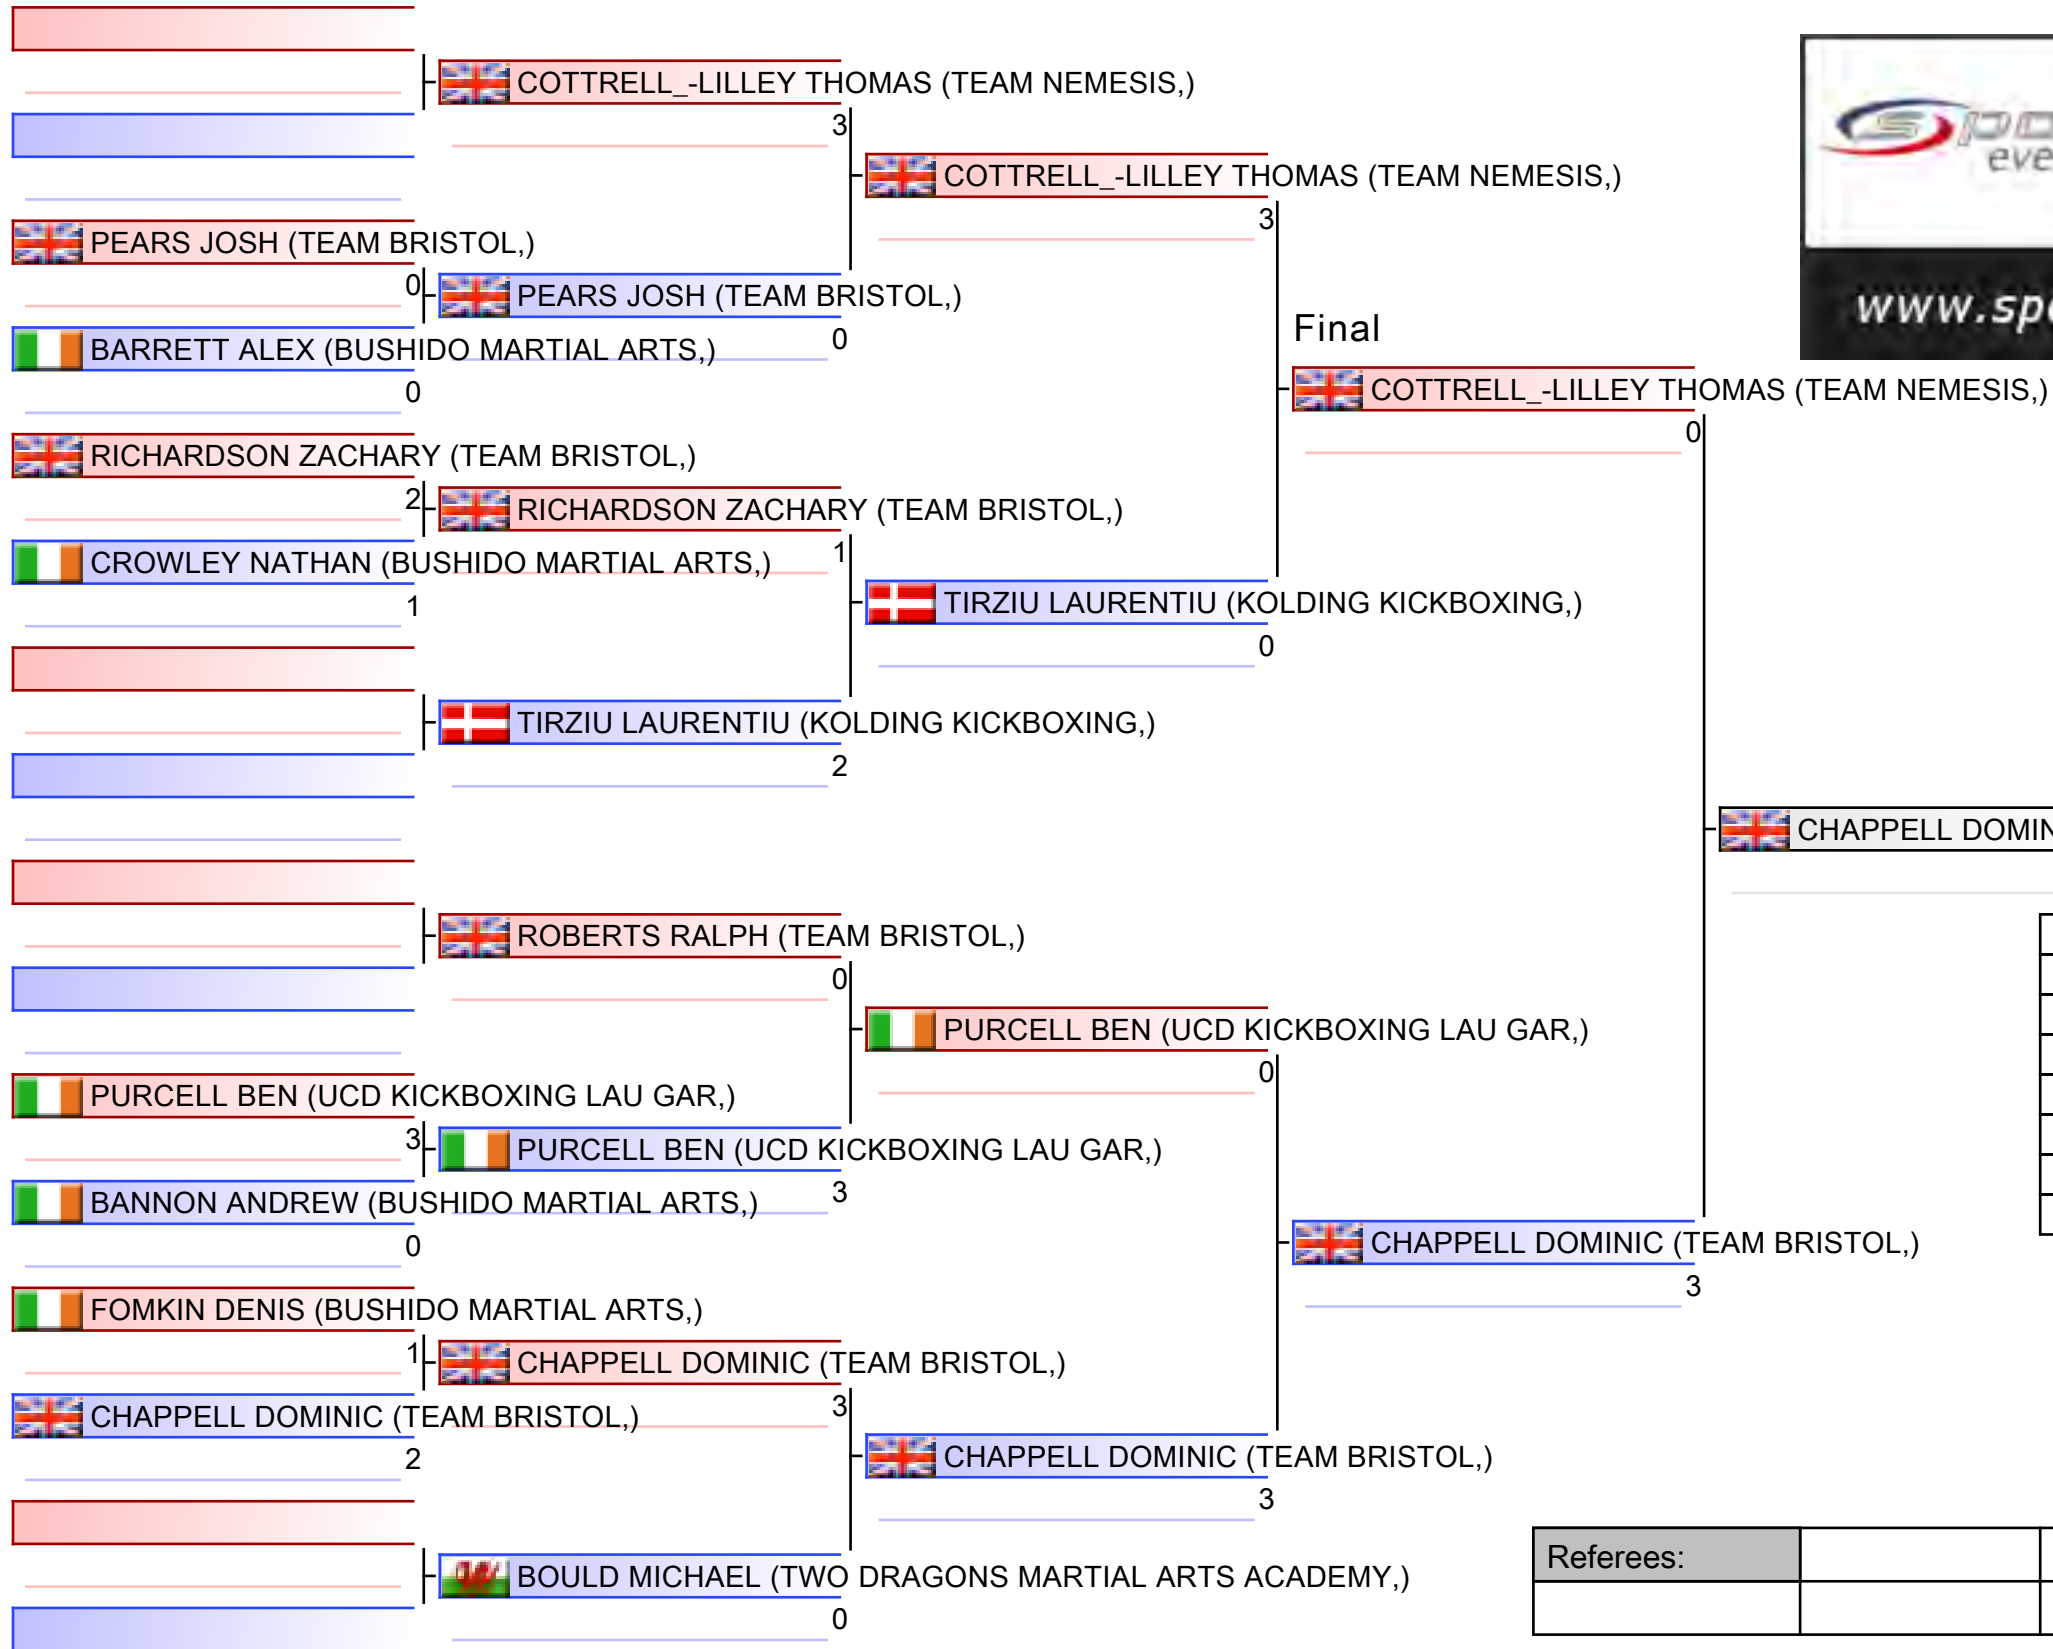 COTTRELL_-LILLEY THOMAS (TEAM NEMESIS,)
3
COTTRELL_-LILLEY THOMAS (TEAM NEMESIS,)
3
PEARS JOSH (TEAM BRISTOL,)
0
PEARS JOSH (TEAM BRISTOL,)
0
BARRETT ALEX (BUSHIDO MARTIAL ARTS,)
0
Final
COTTRELL_-LILLEY THOMAS (TEAM NEMESIS,)
0
RICHARDSON ZACHARY (TEAM BRISTOL,)
2
RICHARDSON ZACHARY (TEAM BRISTOL,)
1
CROWLEY NATHAN (BUSHIDO MARTIAL ARTS,)
1
TIRZIU LAURENTIU (KOLDING KICKBOXING,)
0
TIRZIU LAURENTIU (KOLDING KICKBOXING,)
2
CHAPPELL DOMIN
ROBERTS RALPH (TEAM BRISTOL,)
0
PURCELL BEN (UCD KICKBOXING LAU GAR,)
0
PURCELL BEN (UCD KICKBOXING LAU GAR,)
3
PURCELL BEN (UCD KICKBOXING LAU GAR,)
3
BANNON ANDREW (BUSHIDO MARTIAL ARTS,)
0
CHAPPELL DOMINIC (TEAM BRISTOL,)
3
FOMKIN DENIS (BUSHIDO MARTIAL ARTS,)
1
CHAPPELL DOMINIC (TEAM BRISTOL,)
3
CHAPPELL DOMINIC (TEAM BRISTOL,)
2
CHAPPELL DOMINIC (TEAM BRISTOL,)
3
BOULD MICHAEL (TWO DRAGONS MARTIAL ARTS ACADEMY,)
0
Referees: